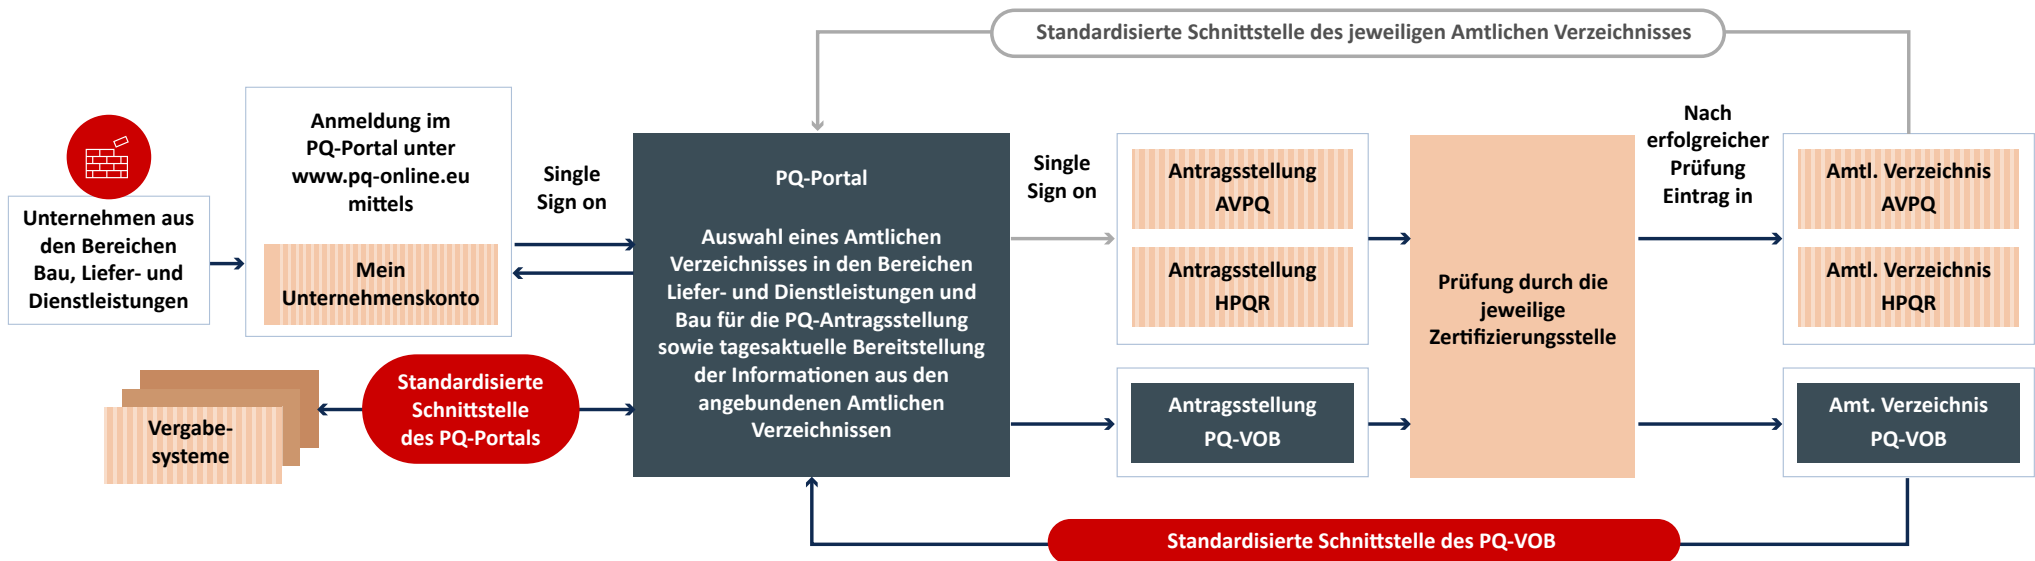 Standardisierte Schnittstelle des jeweiligen Amtlichen Verzeichnisses
Unternehmen aus
den Bereichen
Bau, Liefer- und
Dienstleistungen
Anmeldung im
PQ-Portal unter
www.pq-online.eu
mittels
Mein
Unternehmenskonto
Single
Sign on
PQ-Portal
Auswahl eines Amtlichen
Verzeichnisses in den Bereichen
Liefer- und Dienstleistungen und
Bau für die PQ-Antragsstellung
sowie tagesaktuelle Bereitstellung
der Informationen aus den
angebundenen Amtlichen
Verzeichnissen
Single
Sign on
Antragsstellung
AVPQ
Antragsstellung
HPQR
Antragsstellung
PQ-VOB
Prüfung durch die
jeweilige
Zertifizierungsstelle
Nach
erfolgreicher
Prüfung
Eintrag in
Amtl. Verzeichnis
AVPQ
Amtl. Verzeichnis
HPQR
Amt. Verzeichnis
PQ-VOB
Vergabe-
systeme
Standardisierte
Schnittstelle
des PQ-Portals
Standardisierte Schnittstelle des PQ-VOB